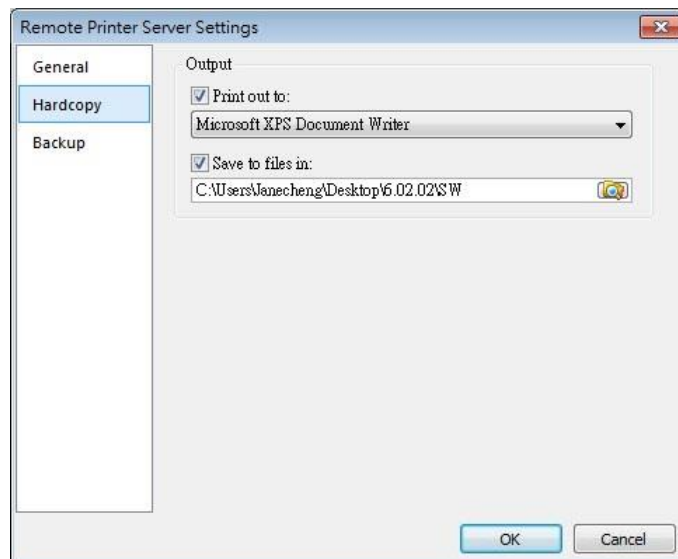 Remote Printer Server Settings
General
Hardcopy
Backup
Output
Print out to:
Microsoft XPS Document Writer
Save to files in:
C:\Users\Janecheng\Desktop\6.02.02\SW
OK
Cancel